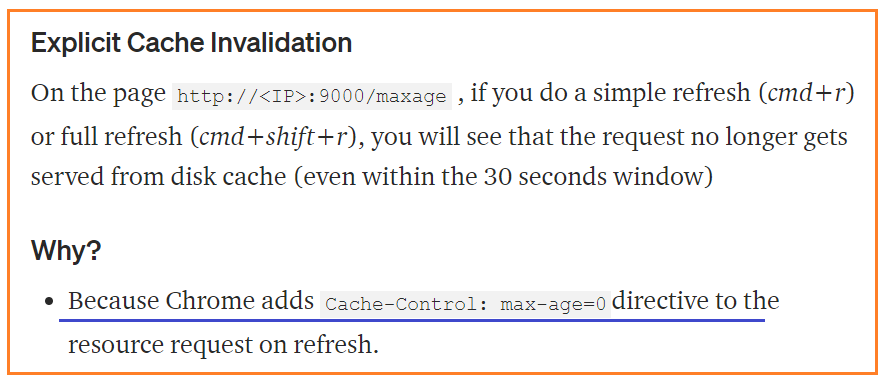 Explicit Cache Invalidation
On the page http://<IP>:9000/maxage , if you do a simple refresh (cmd+r)
or full refresh (cmd+shift+r), you will see that the request no longer gets
served from disk cache (even within the 30 seconds window)
Why?
• Because Chrome adds Cache-Control: max-age=0 directive to the
resource request on refresh.